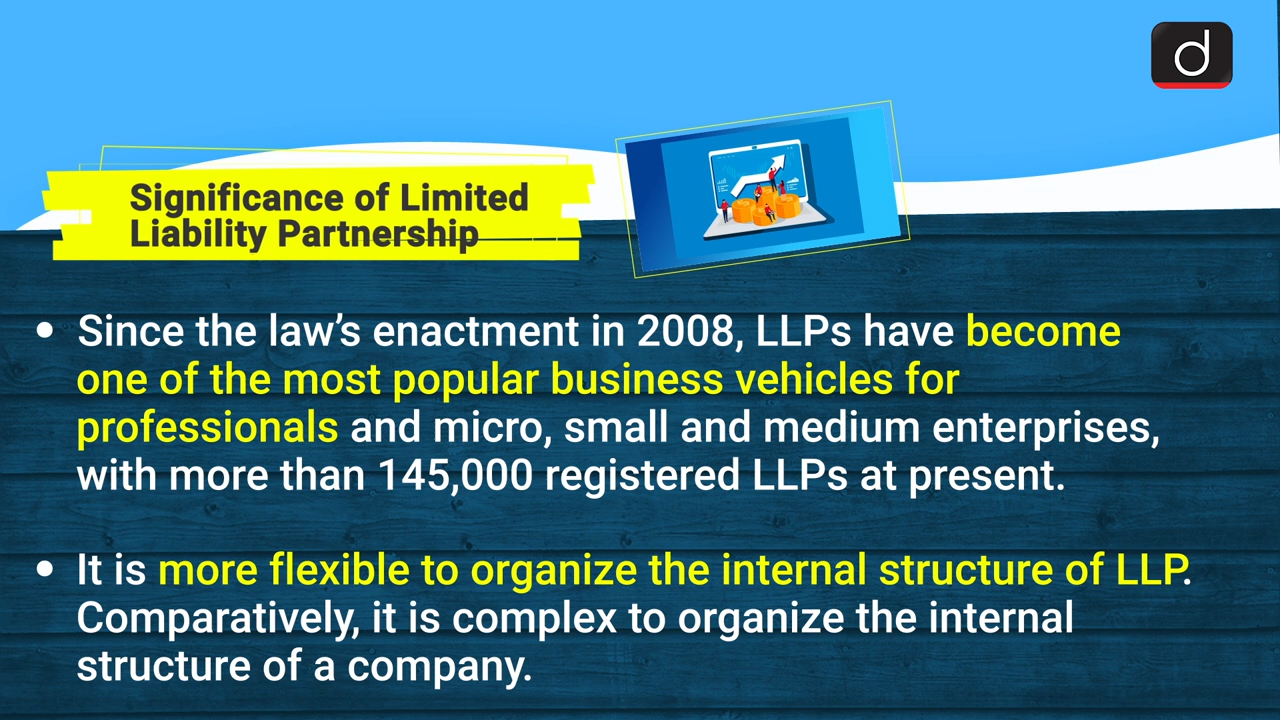 d
Significance of Limited
Liability Partnership
• Since the law’s enactment in 2008, LLPs have become
one of the most popular business vehicles for
professionals and micro, small and medium enterprises,
with more than 145,000 registered LLPs at present.
• It is more flexible to organize the internal structure of LLP.
Comparatively, it is complex to organize the internal
structure of a company.